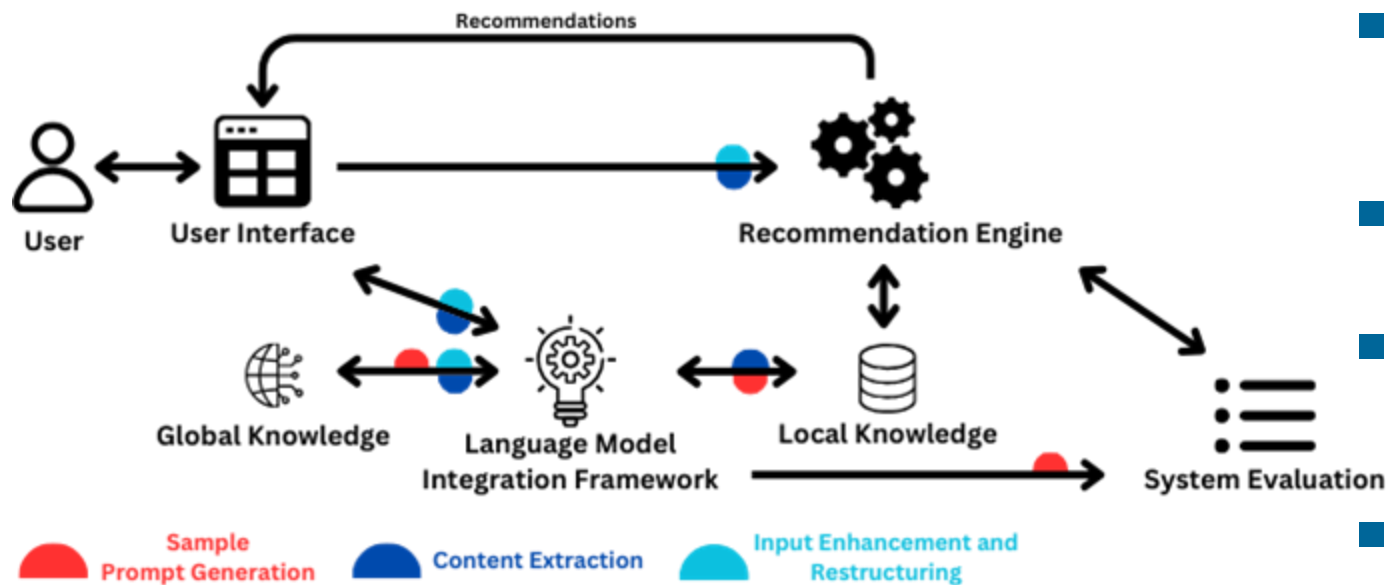 Recommendations
User
User Interface
Recommendation Engine
Global Knowledge
Language Model
Integration Framework
Local Knowledge
System Evaluation
Sample
Prompt Generation
Content Extraction
Input Enhancement and
Restructuring